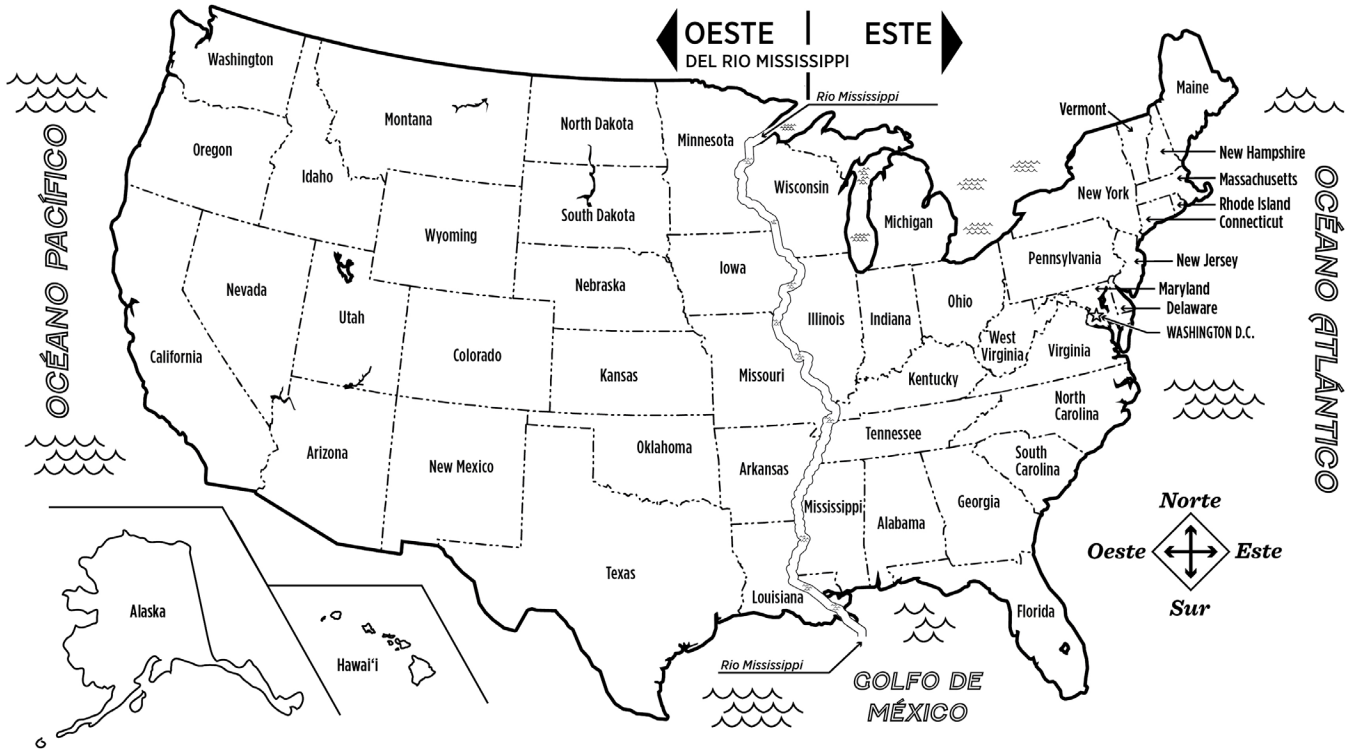 OESTE
ESTE
DEL RIO MISSISSIPPI
Rio Mississippi
Washington
Montana
North Dakota
Minnesota
Vermont
Maine
Oregon
Idaho
Wisconsin
New York
New Hampshire
Massachusetts
Rhode Island
Connecticut
South Dakota
Michigan
Wyoming
OCÉANO PACÍFICO
OCÉANO ATLÁNTICO
Iowa
Pennsylvania
New Jersey
Nevada
Nebraska
Maryland
Ohio
Delaware
Utah
Illinois
Indiana
WASHINGTON D.C.
West
Virginia
Virginia
California
Colorado
Kansas
Missouri
Kentucky
North
Carolina
Tennessee
Arizona
New Mexico
Oklahoma
Arkansas
South
Carolina
Mississippi
Alabama
Georgia
Norte
Oeste
Este
Sur
Texas
Louisiana
Florida
Alaska
Hawai‘i
Rio Mississippi
GOLFO DE
MÉXICO